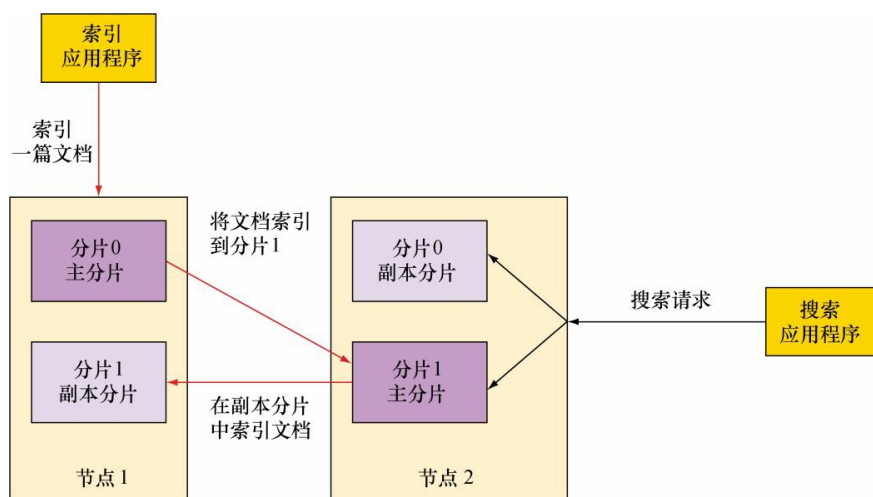 索引
应用程序
索引
一篇文档
分片0
主分片
分片1
副本分片
节点 1
将文档索引
到分片1
在副本分片
中索引文档
分片0
副本分片
分片1
主分片
节点 2
搜索请求
搜索
应用程序